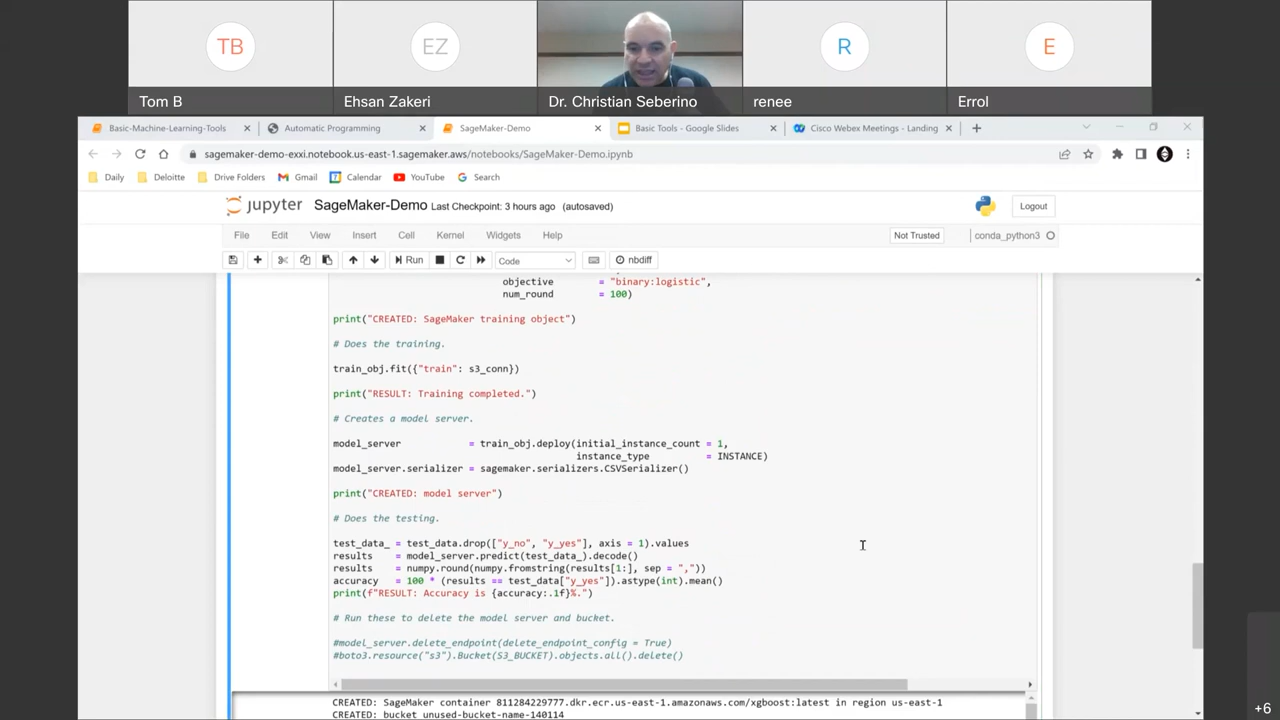 TB
EZ
R
E
Tom B
Ehsan Zakeri
Dr. Christian Seberino
renee
Errol
Basic-Machine-Learning-Tools
Automatic Programming
SageMaker-Demo
Basic Tools - Google Slides
Cisco Webex Meetings - Landing
sagemaker-demo-exxi.notebook.us-east-1.sagemaker.aws/notebooks/SageMaker-Demo.ipynb
Daily
Deloitte
Drive Folders
Gmail
Calendar
YouTube
Search
jupyter SageMaker-Demo Last Checkpoint: 3 hours ago (autosaved)
Logout
File Edit View Insert Cell Kernel Widgets Help
Not Trusted
conda_python3
Run
Code
nbdiff
objective = "binary:logistic",
num_round = 100)
print("CREATED: SageMaker training object")
# Does the training.
train_obj.fit({"train": s3_conn})
print("RESULT: Training completed.")
# Creates a model server.
model_server = train_obj.deploy(initial_instance_count = 1,
instance_type = INSTANCE)
model_server.serializer = sagemaker.serializers.CSVSerializer()
print("CREATED: model server")
# Does the testing.
test_data_ = test_data.drop(["y_no", "y_yes"], axis = 1).values
results = model_server.predict(test_data_).decode()
results = numpy.round(numpy.fromstring(results[1:], sep = ","))
accuracy = 100 * (results == test_data["y_yes"]).astype(int).mean()
print(f"RESULT: Accuracy is {accuracy:.1f}%.")
# Run these to delete the model server and bucket.
#model_server.delete_endpoint(delete_endpoint_config = True)
#boto3.resource("s3").Bucket(S3_BUCKET).objects.all().delete()
CREATED: SageMaker container 811284229777.dkr.ecr.us-east-1.amazonaws.com/xgboost:latest in region us-east-1
CREATED: bucket unused-bucket-name-140114
+6